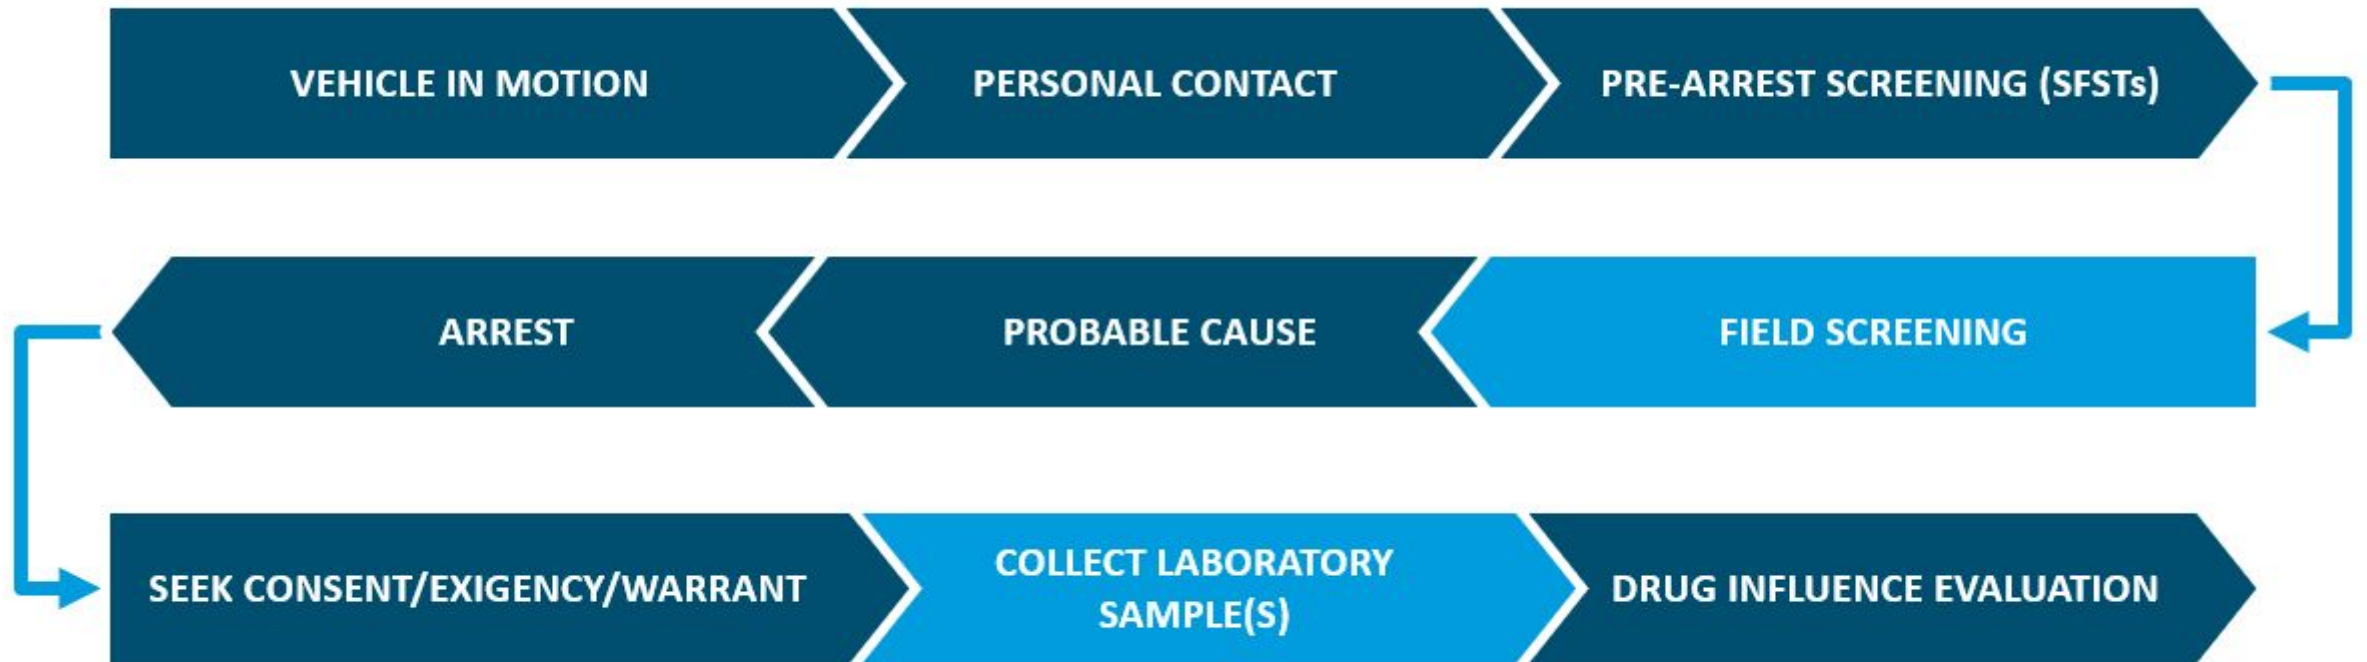 VEHICLE IN MOTION
PERSONAL CONTACT
PRE-ARREST SCREENING (SFSTs)
FIELD SCREENING
PROBABLE CAUSE
ARREST
SEEK CONSENT/EXIGENCY/WARRANT
COLLECT LABORATORY
SAMPLE(S)
DRUG INFLUENCE EVALUATION